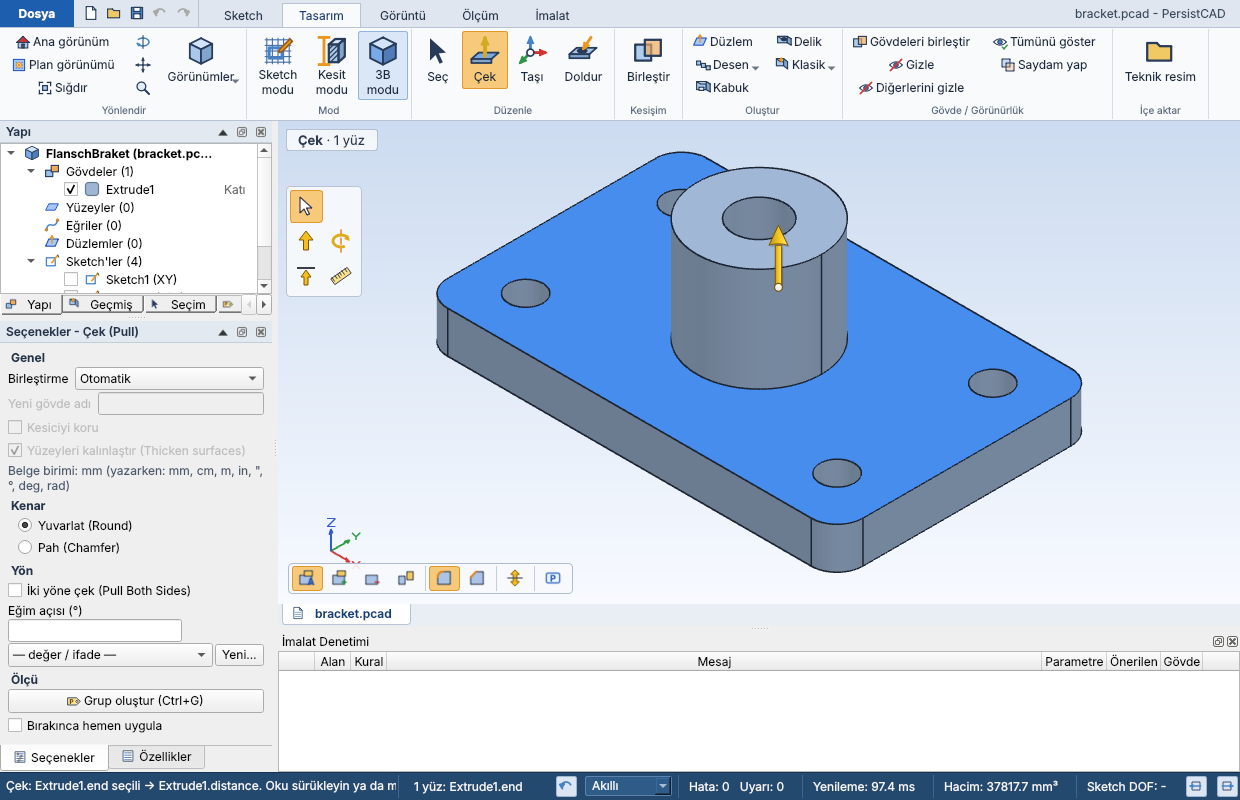 Dosya
Sketch
Tasarım
Görüntü
Ölçüm
İmalat
bracket.pcad - PersistCAD
Ana görünüm
Plan görünümü
Sığdır
Görünümler
Yönlendir
Sketch modu
Kesit modu
3B modu
Mod
Seç
Çek
Taşı
Doldur
Düzenle
Birleştir
Kesişim
Düzlem
Desen
Kabuk
Delik
Klasik
Oluştur
Gövdeleri birleştir
Gizle
Diğerlerini gizle
Tümünü göster
Saydam yap
Gövde / Görünürlük
Teknik resim
İçe aktar
Yapı
FlanschBraket (bracket.pc...
Gövdeler (1)
Extrude1 Katı
Yüzeyler (0)
Eğriler (0)
Düzlemler (0)
Sketch'ler (4)
Sketch1 (XY)
Yapı
Geçmiş
Seçim
Seçenekler - Çek (Pull)
Genel
Birleştirme Otomatik
Yeni gövde adı
Kesiciyi koru
Yüzeyleri kalınlaştır (Thicken surfaces)
Belge birimi: mm (yazarken: mm, cm, m, in, ",
°, deg, rad)
Kenar
Yuvarlat (Round)
Pah (Chamfer)
Yön
İki yöne çek (Pull Both Sides)
Eğim açısı (°)
— değer / ifade — Yeni...
Ölçü
Grup oluştur (Ctrl+G)
Bırakınca hemen uygula
Seçenekler
Özellikler
Çek · 1 yüz
Z
Y
X
P
bracket.pcad
İmalat Denetimi
Alan Kural Mesaj Parametre Önerilen Gövde
Çek: Extrude1.end seçili → Extrude1.distance. Oku sürükleyin ya da m
1 yüz: Extrude1.end
Akıllı
Hata: 0 Uyarı: 0
Yenileme: 97.4 ms
Hacim: 37817.7 mm³
Sketch DOF: -